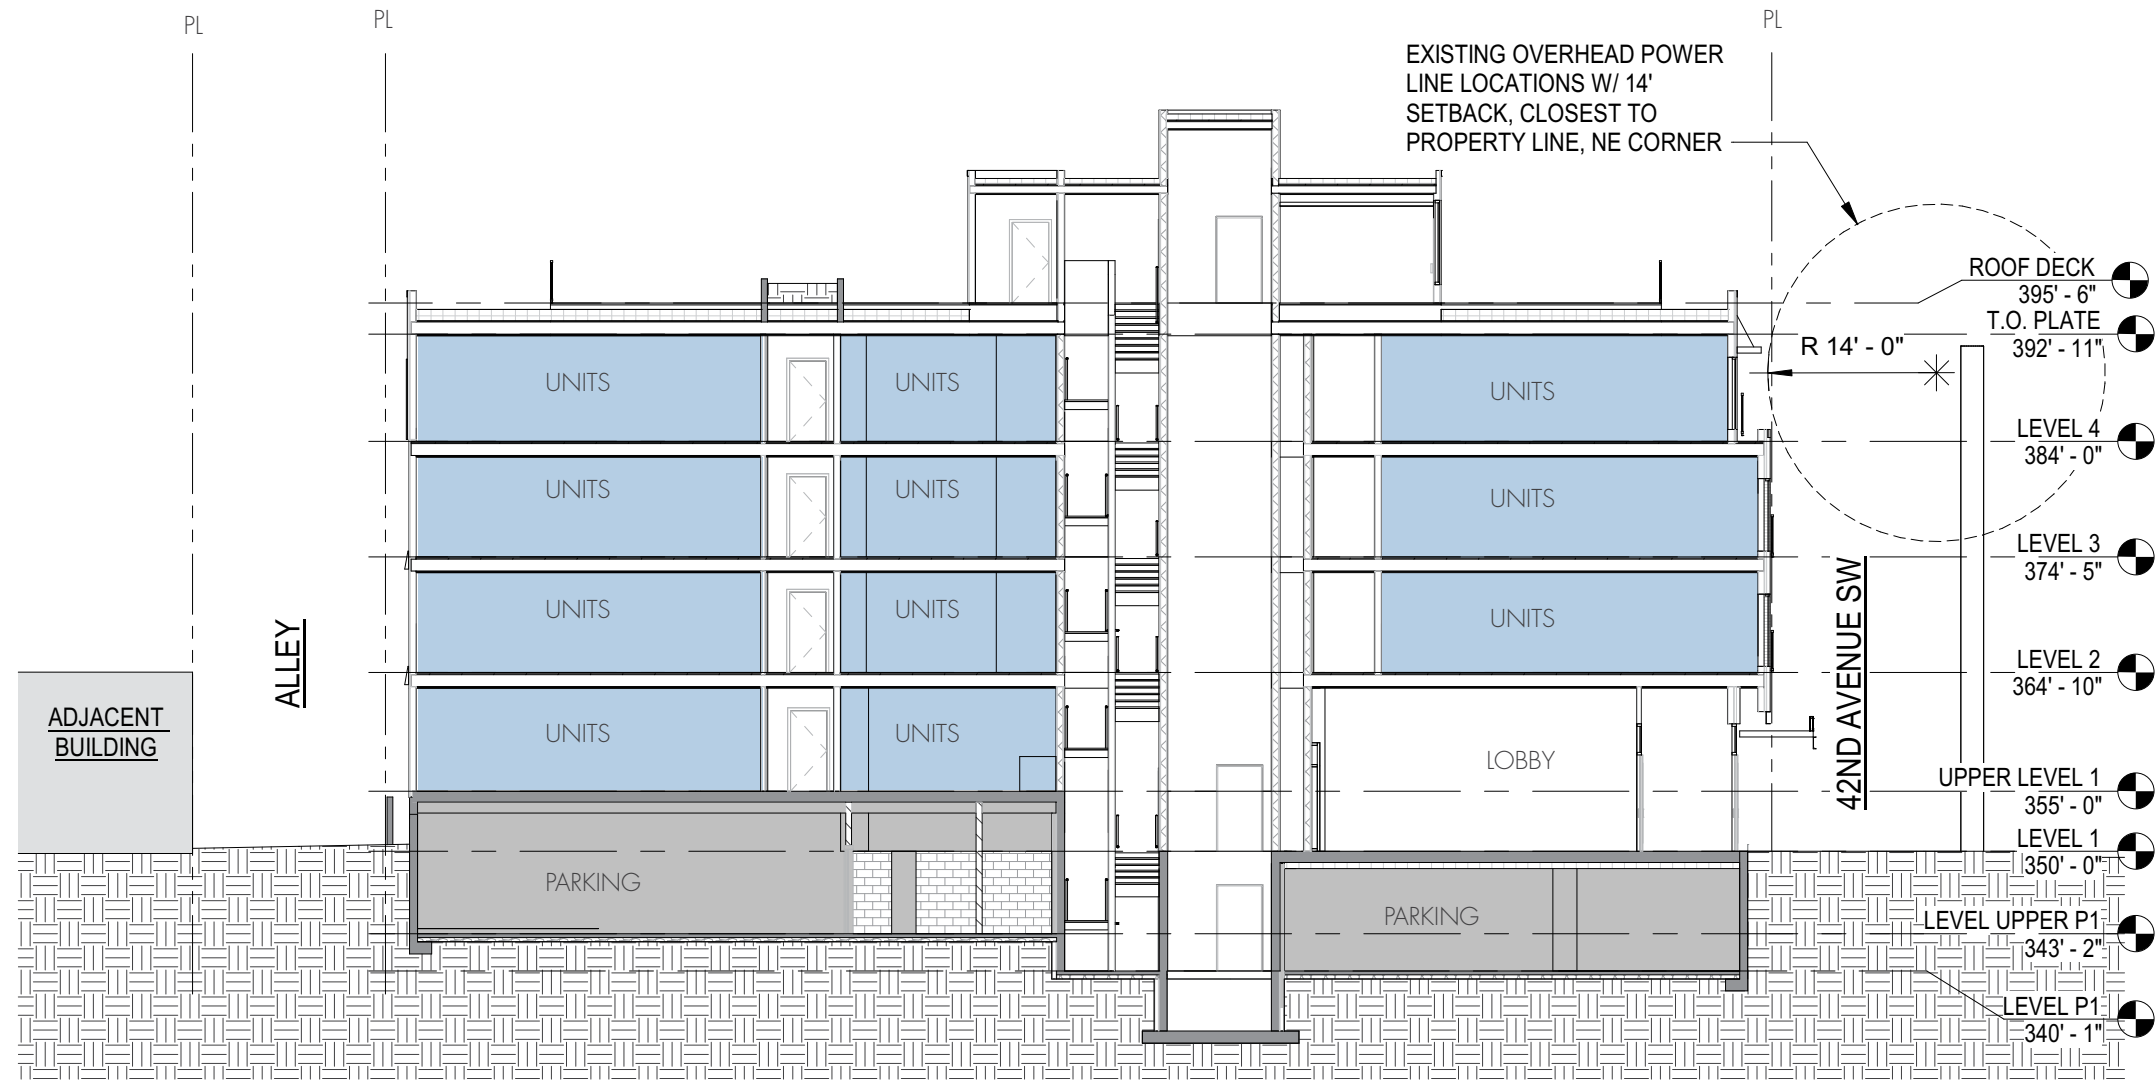 PL
PL
PL
EXISTING OVERHEAD POWER
LINE LOCATIONS W/ 14'
SETBACK, CLOSEST TO
PROPERTY LINE, NE CORNER
ROOF DECK
395' - 6"
T.O. PLATE
392' - 11"
R 14' - 0"
UNITS
UNITS
UNITS
LEVEL 4
384' - 0"
UNITS
UNITS
UNITS
LEVEL 3
374' - 5"
UNITS
UNITS
UNITS
LEVEL 2
364' - 10"
ALLEY
42ND AVENUE SW
ADJACENT
BUILDING
UNITS
UNITS
LOBBY
UPPER LEVEL 1
355' - 0"
LEVEL 1
350' - 0"
PARKING
PARKING
LEVEL UPPER P1
343' - 2"
LEVEL P1
340' - 1"